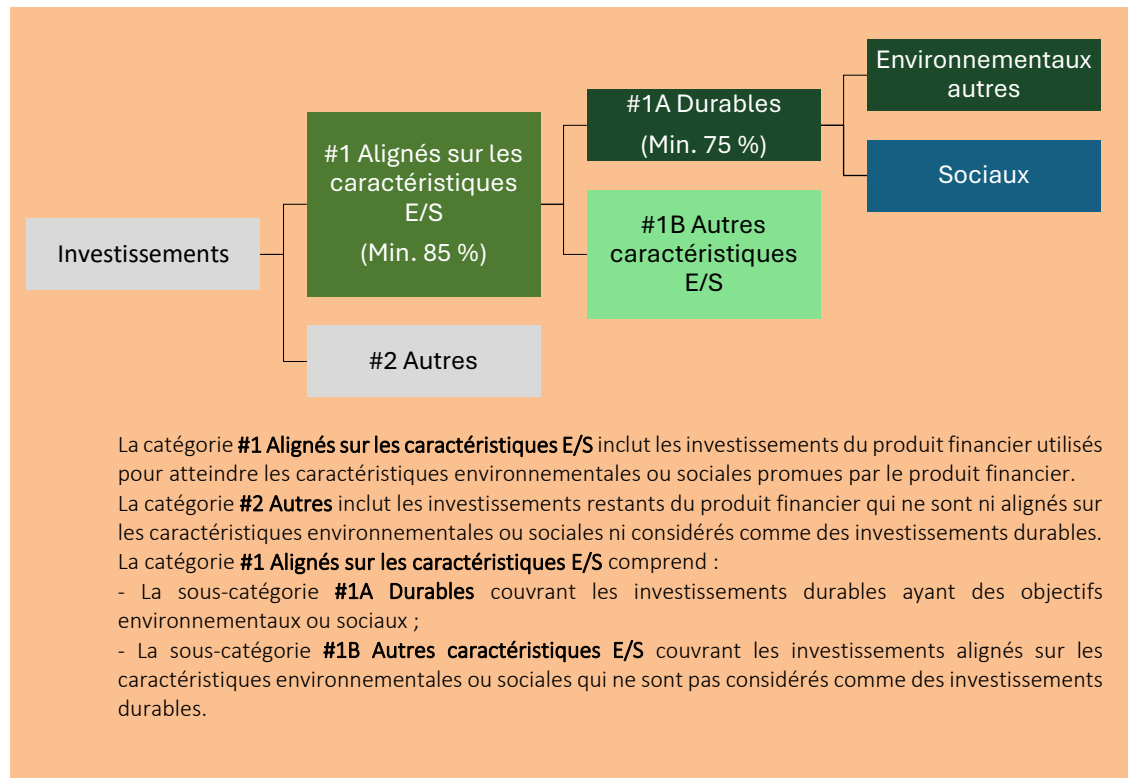 Investissements
#1 Alignés sur les
caractéristiques
E/S
(Min. 85 %)
#2 Autres
#1A Durables
(Min. 75 %)
#1B Autres
caractéristiques
E/S
Environnementaux
autres
Sociaux
La catégorie #1 Alignés sur les caractéristiques E/S inclut les investissements du produit financier utilisés
pour atteindre les caractéristiques environnementales ou sociales promues par le produit financier.
La catégorie #2 Autres inclut les investissements restants du produit financier qui ne sont ni alignés sur
les caractéristiques environnementales ou sociales ni considérés comme des investissements durables.
La catégorie #1 Alignés sur les caractéristiques E/S comprend :
- La sous-catégorie #1A Durables couvrant les investissements durables ayant des objectifs
environnementaux ou sociaux ;
- La sous-catégorie #1B Autres caractéristiques E/S couvrant les investissements alignés sur les
caractéristiques environnementales ou sociales qui ne sont pas considérés comme des investissements
durables.